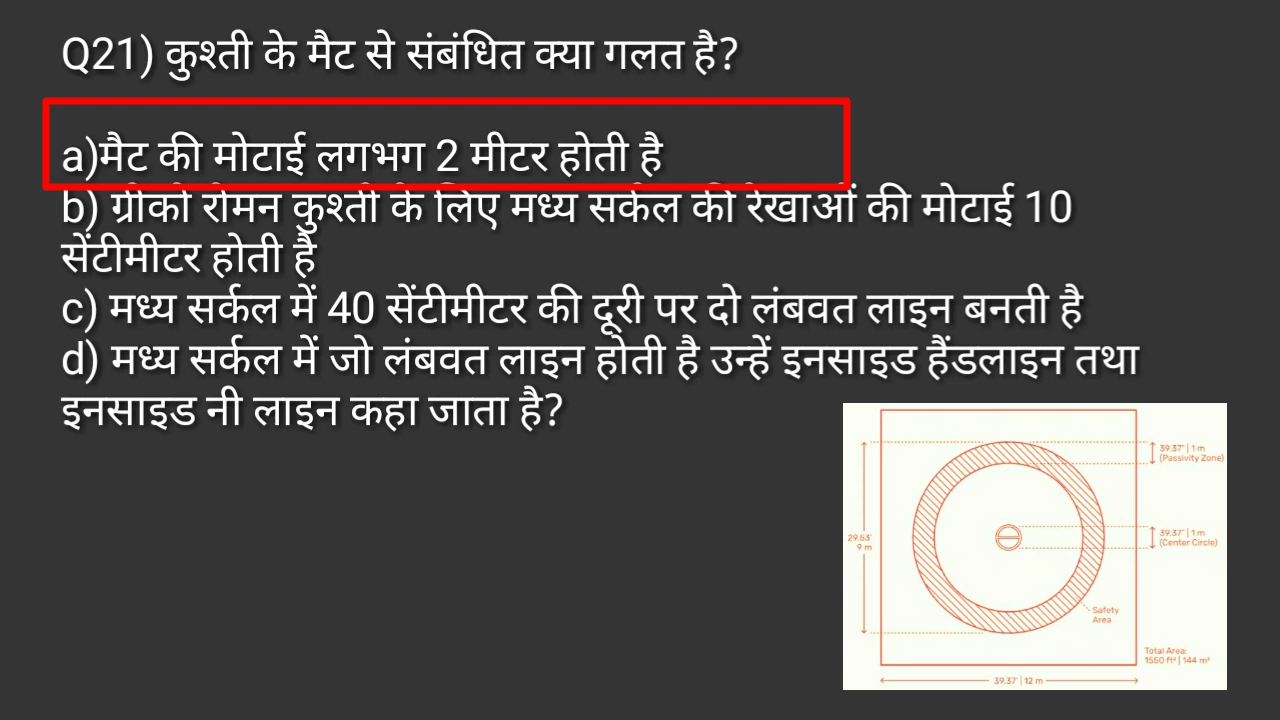 Q21) कुश्ती के मैट से संबंधित क्या गलत है?
a)मैट की मोटाई लगभग 2 मीटर होती है
b) ग्रीको रोमन कुश्ती के लिए मध्य सर्कल की रेखाओं की मोटाई 10
सेंटीमीटर होती है
c) मध्य सर्कल में 40 सेंटीमीटर की दूरी पर दो लंबवत लाइन बनती है
d) मध्य सर्कल में जो लंबवत लाइन होती है उन्हें इनसाइड हैंडलाइन तथा
इनसाइड नी लाइन कहा जाता है?
39.37" | 1 m
(Passivity Zone)
29.53'
9 m
39.37" | 1 m
(Center Circle)
Safety
Area
Total Area:
1550 ft² | 144 m²
39.37' | 12 m